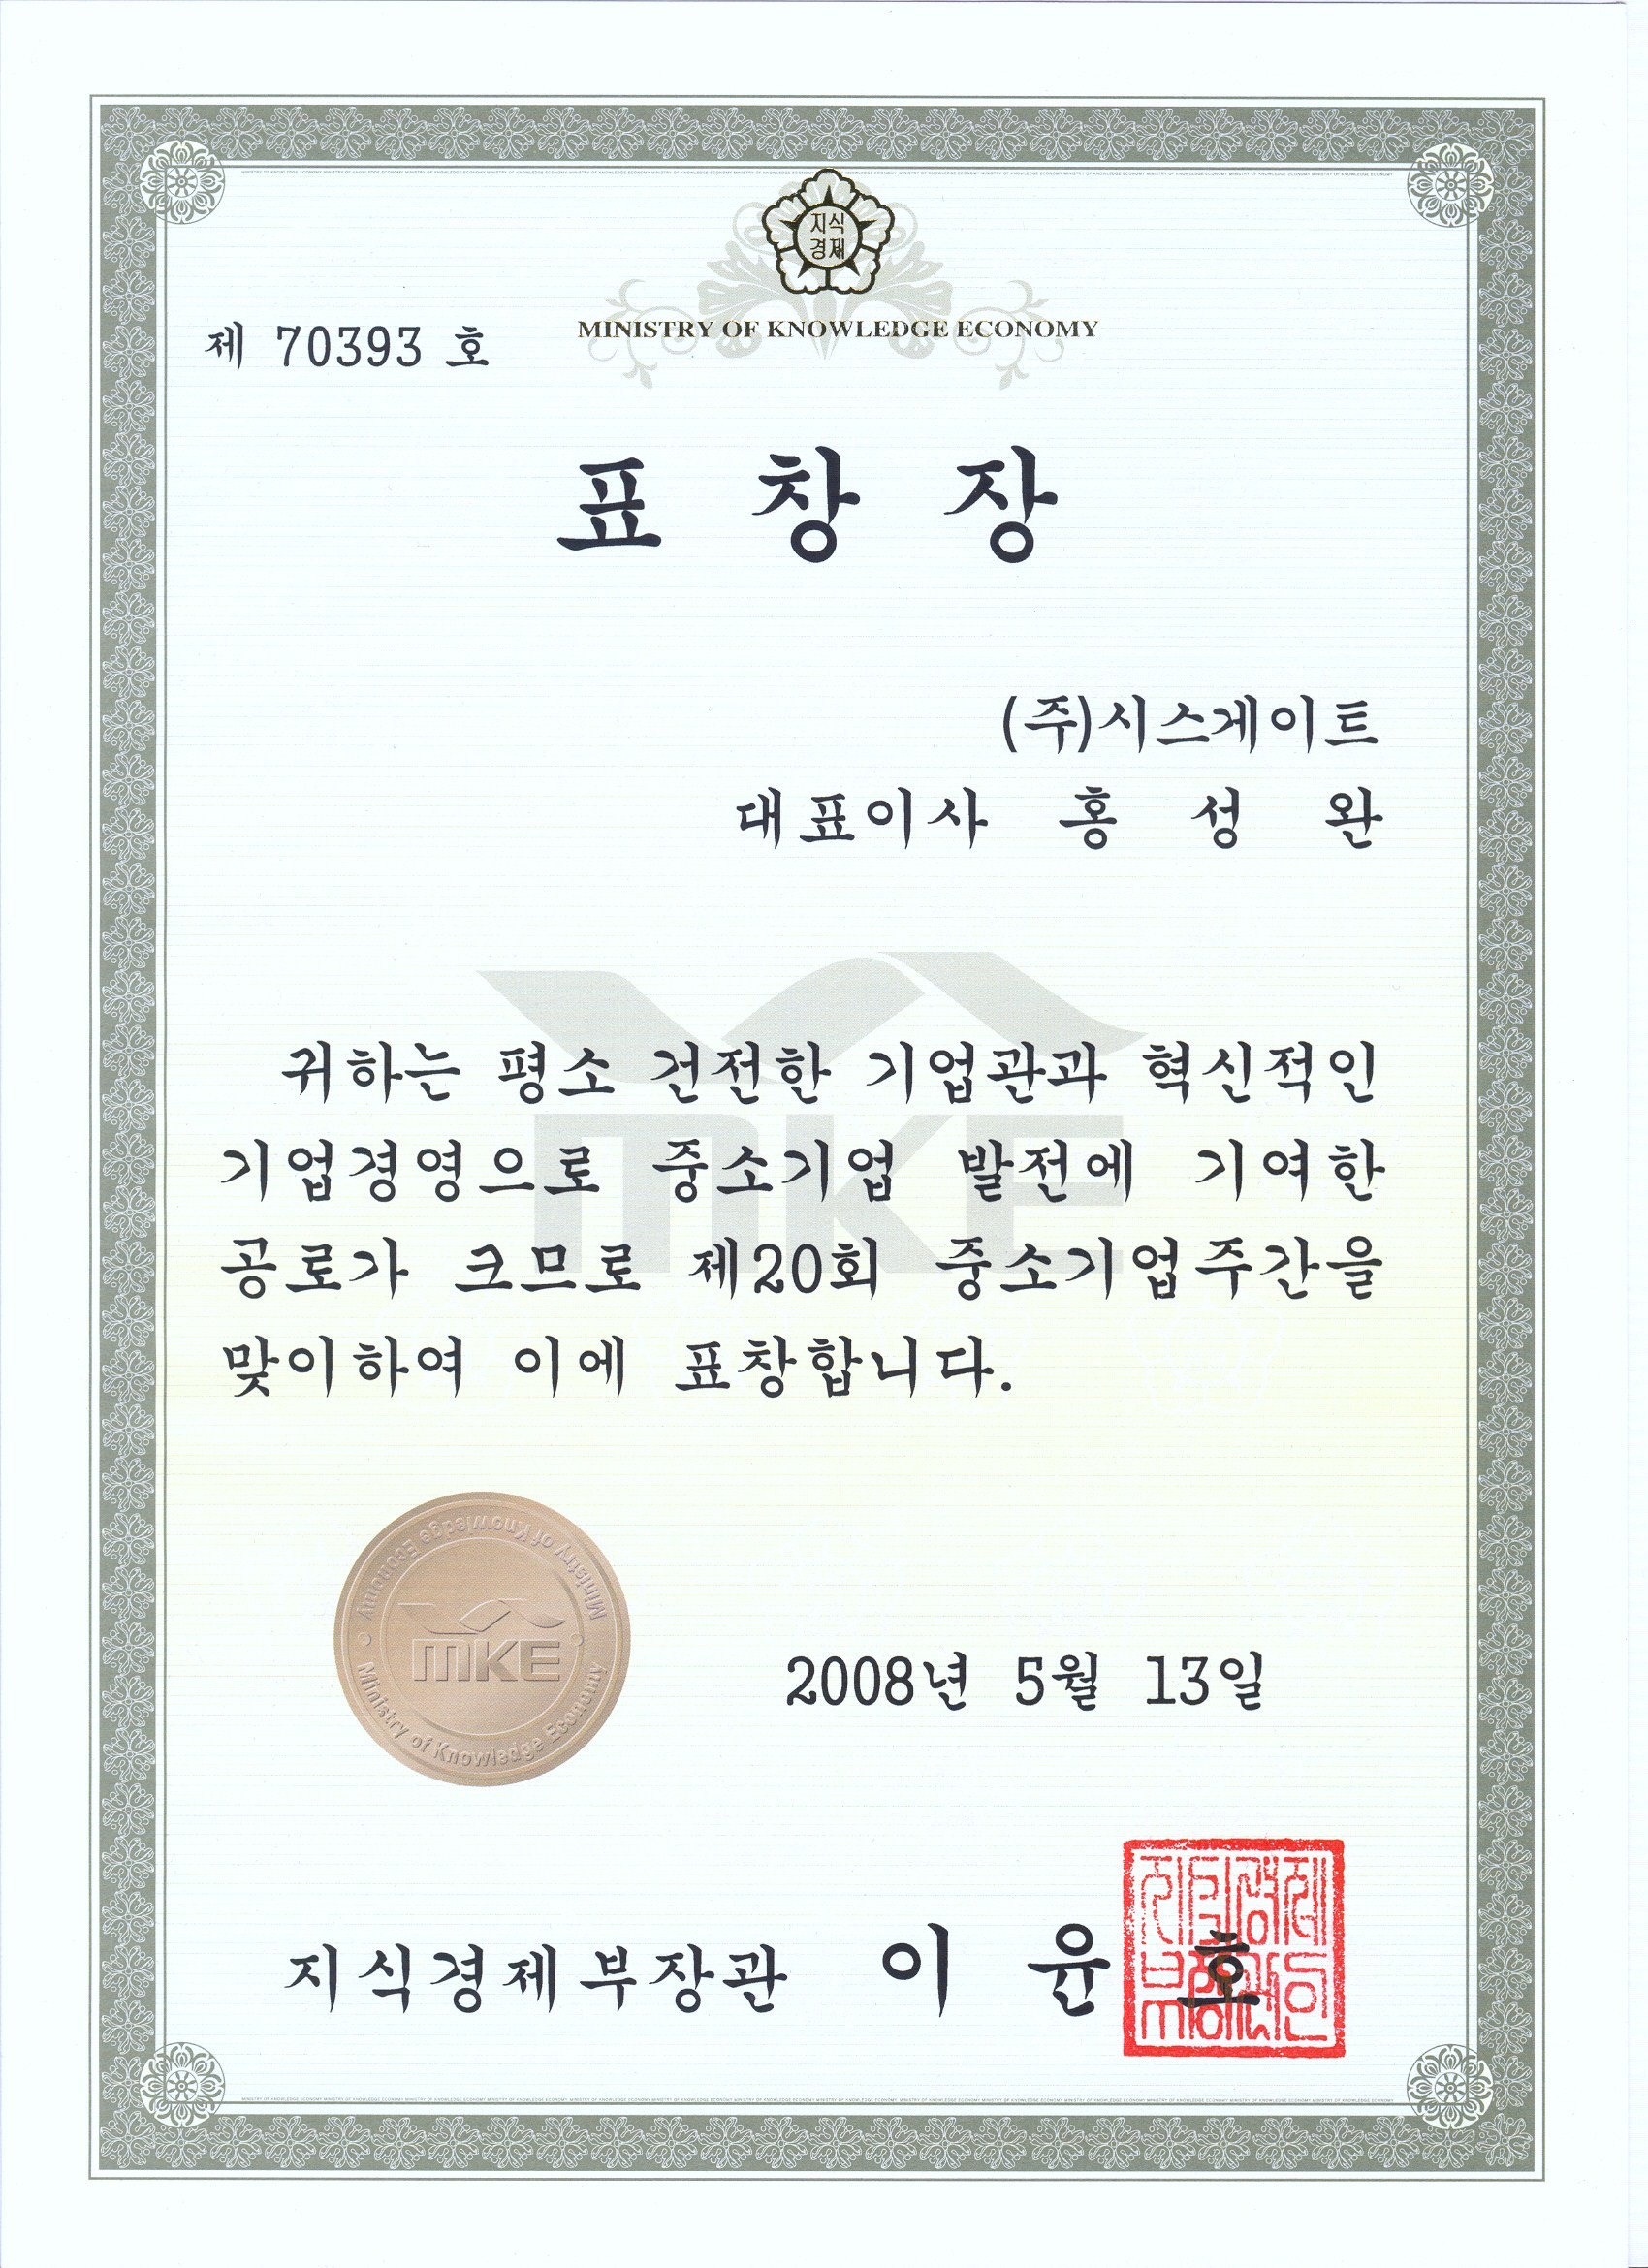 지식
경제
MINISTRY OF KNOWLEDGE ECONOMY
제 70393 호
표 창 장
(주)시스게이트
대표이사 홍 성 완
귀하는 평소 건전한 기업관과 혁신적인
기업경영으로 중소기업 발전에 기여한
공로가 크므로 제20회 중소기업주간을
맞이하여 이에 표창합니다.
MKE
Ministry of Knowledge Economy
MKE
Ministry of Knowledge Economy
2008년 5월 13일
지식경제부장관 이 윤 호